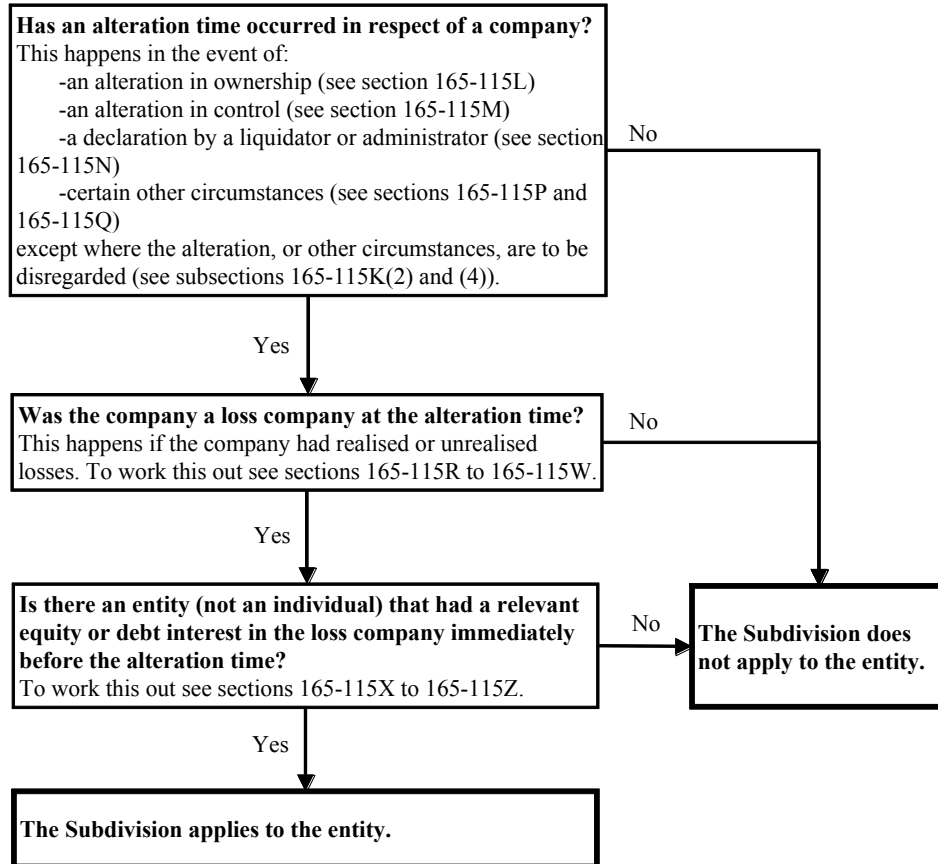 Has an alteration time occurred in respect of a company?
This happens in the event of:
-an alteration in ownership (see section 165-115L)
-an alteration in control (see section 165-115M)
-a declaration by a liquidator or administrator (see section
165-115N)
-certain other circumstances (see sections 165-115P and
165-115Q)
except where the alteration, or other circumstances, are to be
disregarded (see subsections 165-115K(2) and (4)).
No
Yes
Was the company a loss company at the alteration time?
This happens if the company had realised or unrealised
losses. To work this out see sections 165-115R to 165-115W.
No
Yes
Is there an entity (not an individual) that had a relevant
equity or debt interest in the loss company immediately
before the alteration time?
To work this out see sections 165-115X to 165-115Z.
No
The Subdivision does
not apply to the entity.
Yes
The Subdivision applies to the entity.